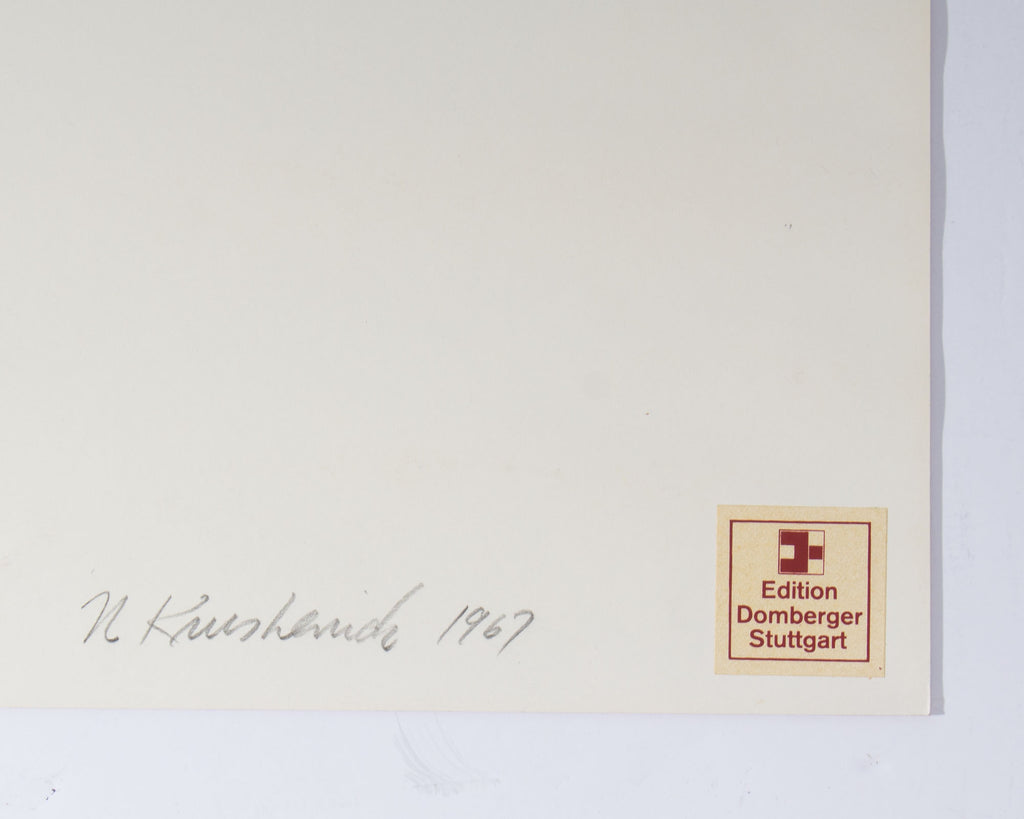 N Krushenick 1967
Edition
Domberger
Stuttgart